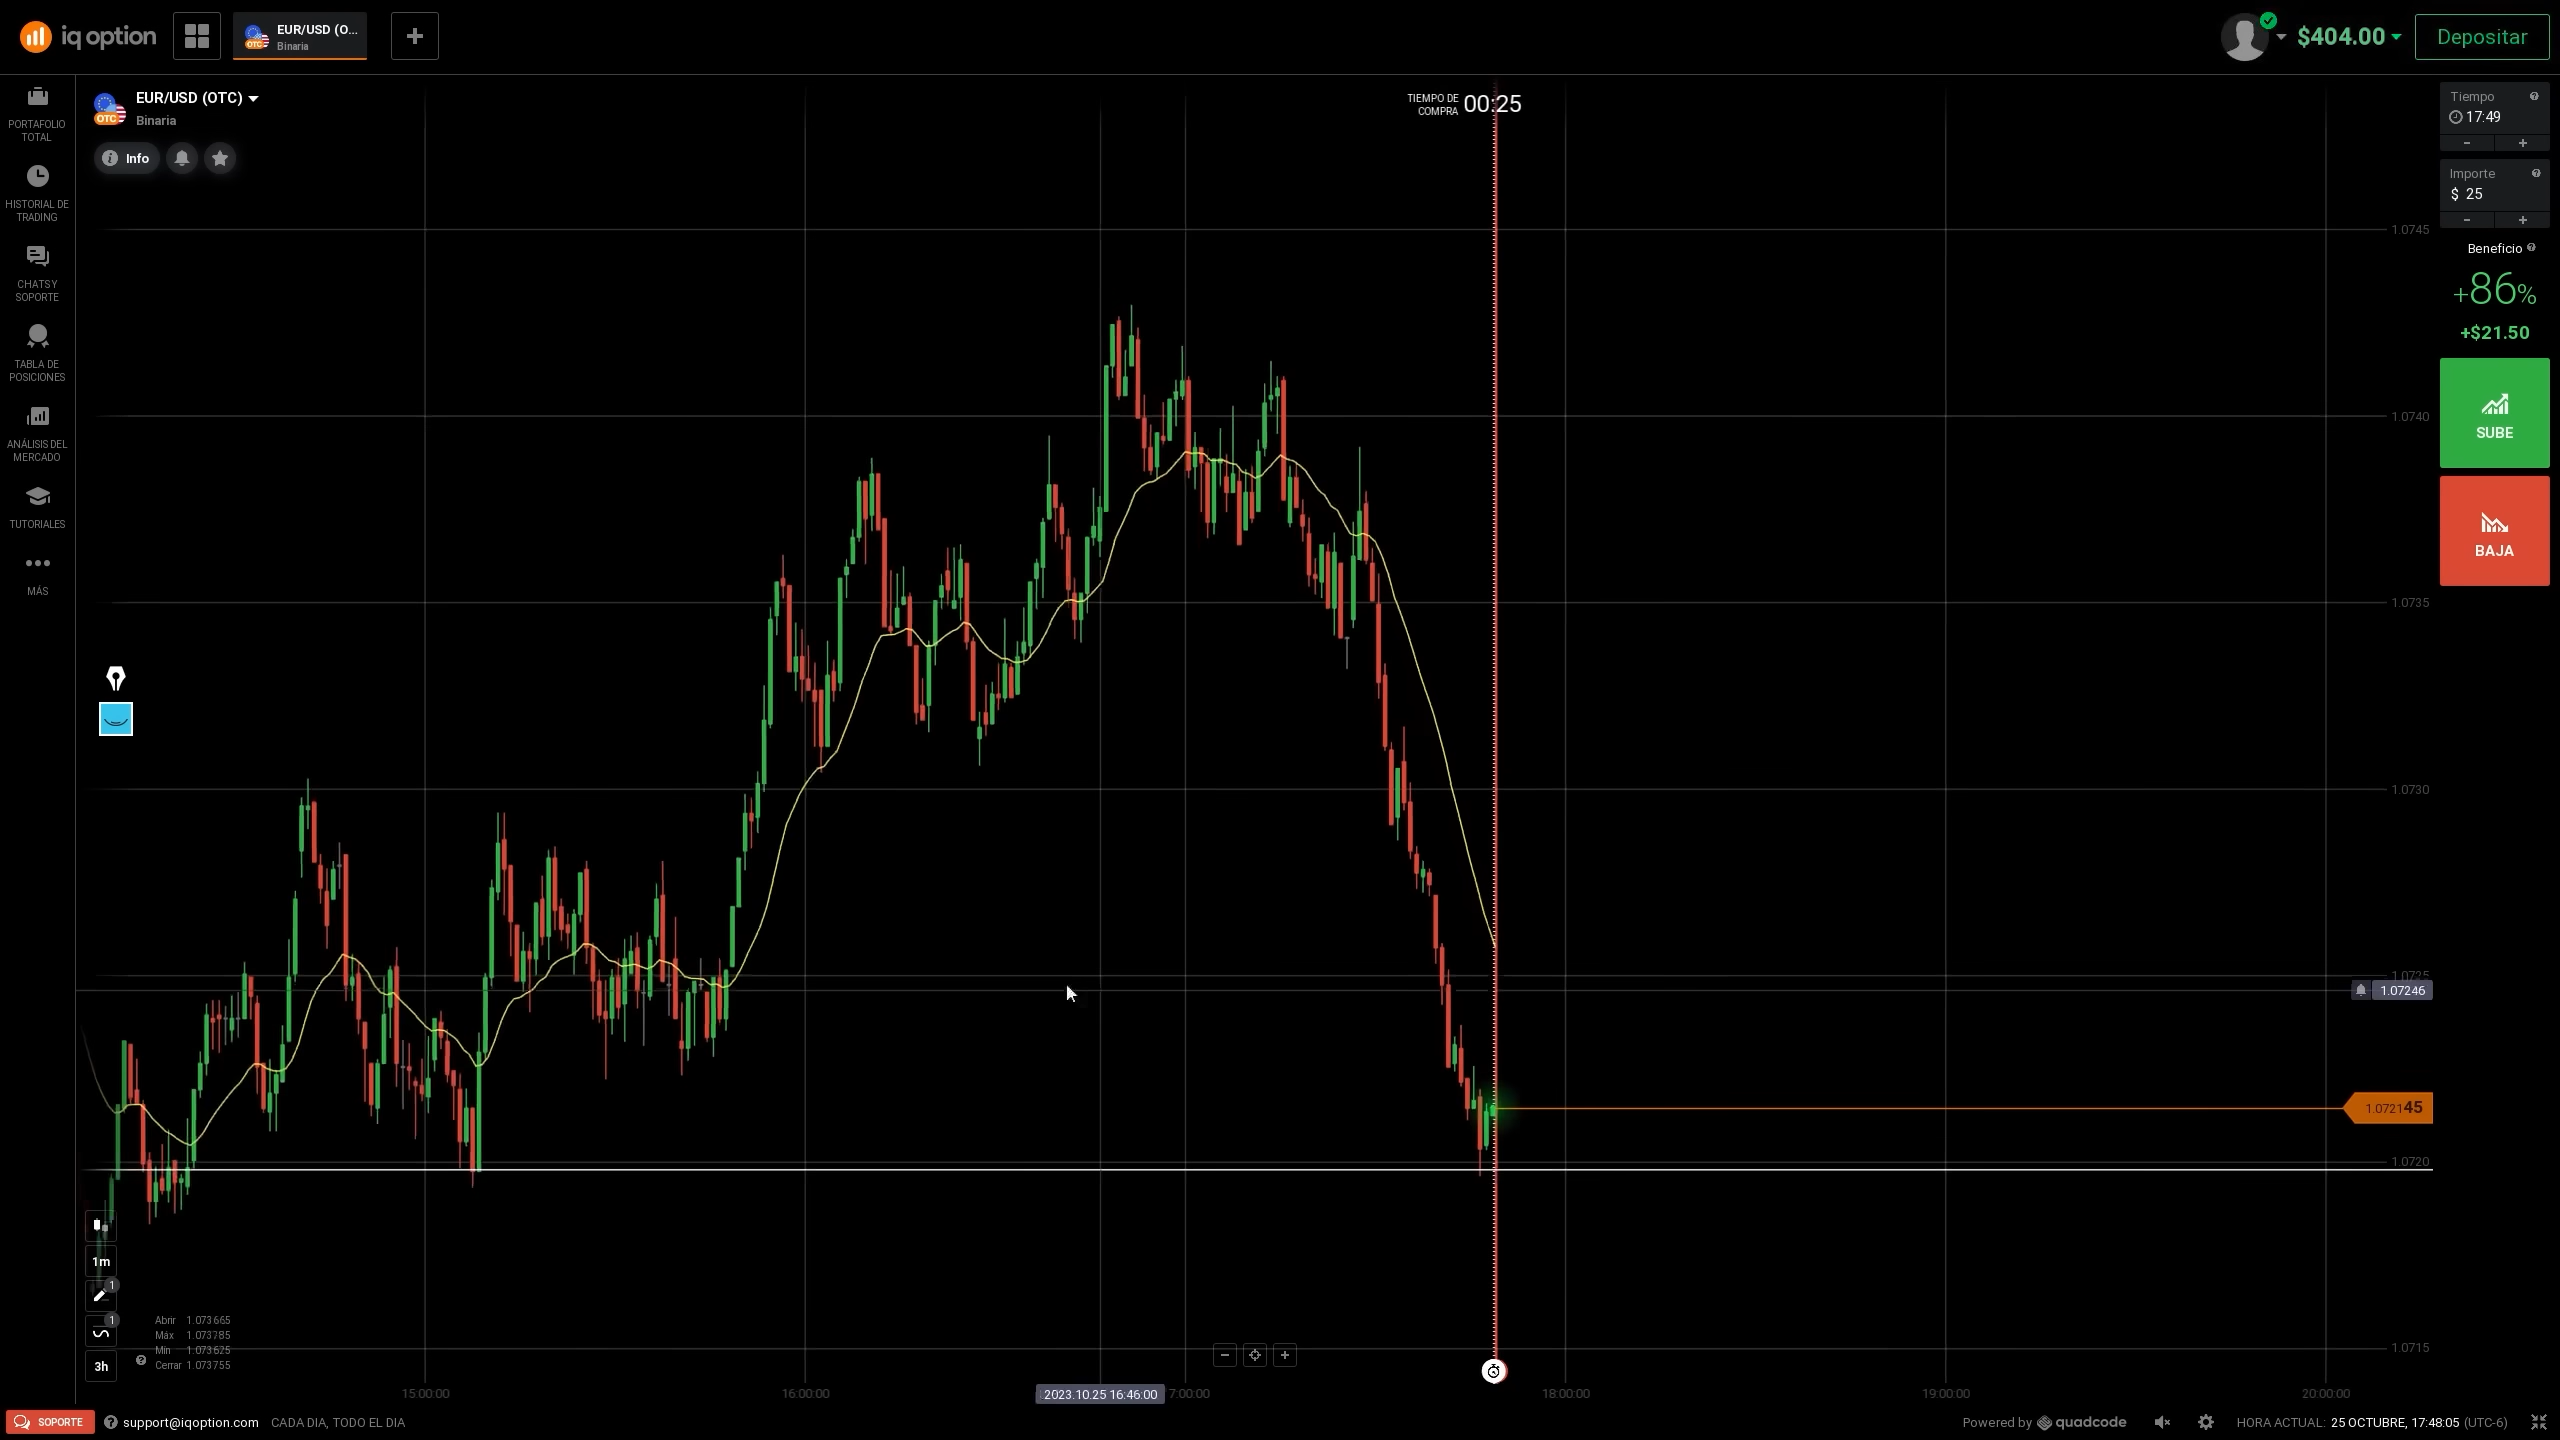 iq option
EUR/USD (O...
Binaria
$404.00
Depositar
EUR/USD (OTC)
Binaria
OTC
Info
TIEMPO DE
COMPRA
00:25
PORTAFOLIO
TOTAL
HISTORIAL DE
TRADING
CHATS Y
SOPORTE
TABLA DE
POSICIONES
ANÁLISIS DEL
MERCADO
TUTORIALES
MÁS
Tiempo
17:49
- +
Importe
$ 25
- +
Beneficio
+86%
+$21.50
SUBE
BAJA
1.0745
1.0740
1.0735
1.0730
1.0725
1.07246
1.072145
1.0720
1.0715
1m
1
1
3h
Abrir 1.073665
Máx 1.073785
Mín 1.073625
Cerrar 1.073755
15:00:00
16:00:00
2023.10.25 16:46:00
7:00:00
18:00:00
19:00:00
20:00:00
SOPORTE
support@iqoption.com
CADA DIA, TODO EL DIA
Powered by quadcode
HORA ACTUAL: 25 OCTUBRE, 17:48:05 (UTC-6)